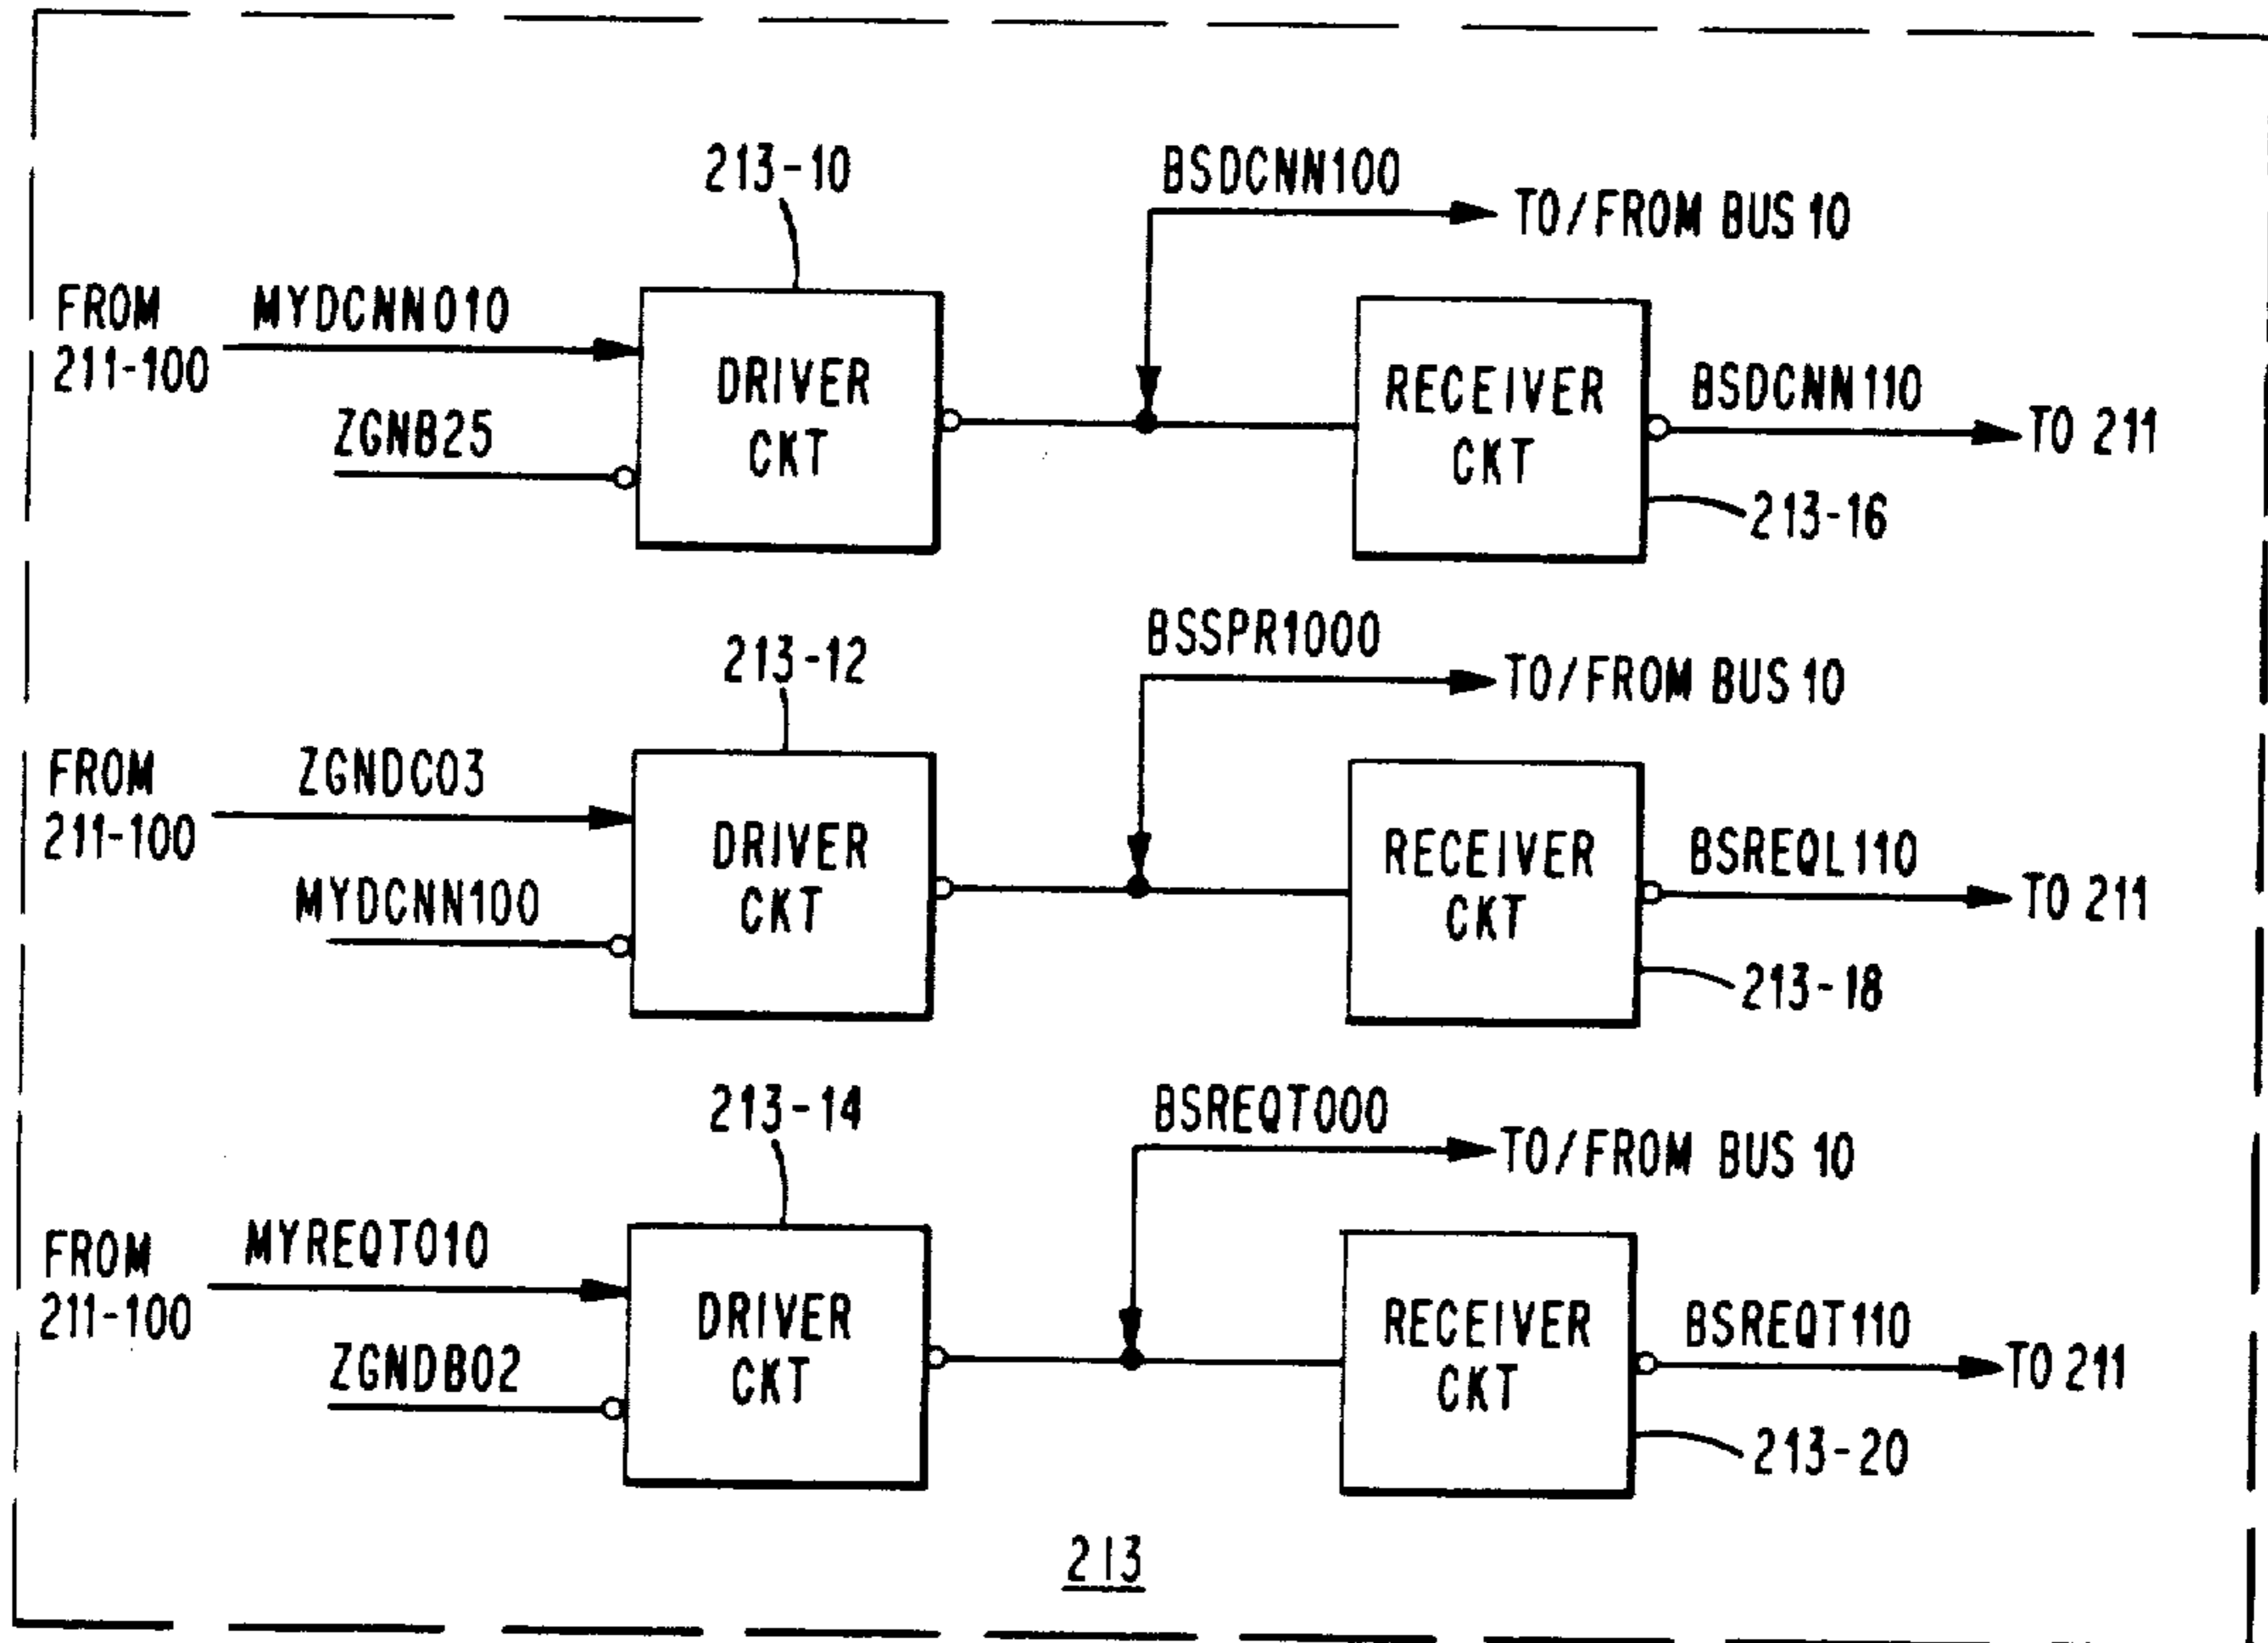 213-10
BSDCNN100
TO/FROM BUS 10
FROM
211-100
MYDCNN010
ZGNB25
DRIVER
CKT
RECEIVER
CKT
BSDCNN110
TO 211
213-16
213-12
BSSPR1000
TO/FROM BUS 10
FROM
211-100
ZGNDC03
MYDCNN100
DRIVER
CKT
RECEIVER
CKT
BSREQL110
TO 211
213-18
213-14
BSREQT000
TO/FROM BUS 10
FROM
211-100
MYREQT010
ZGNDB02
DRIVER
CKT
RECEIVER
CKT
BSREQT110
TO 211
213-20
213